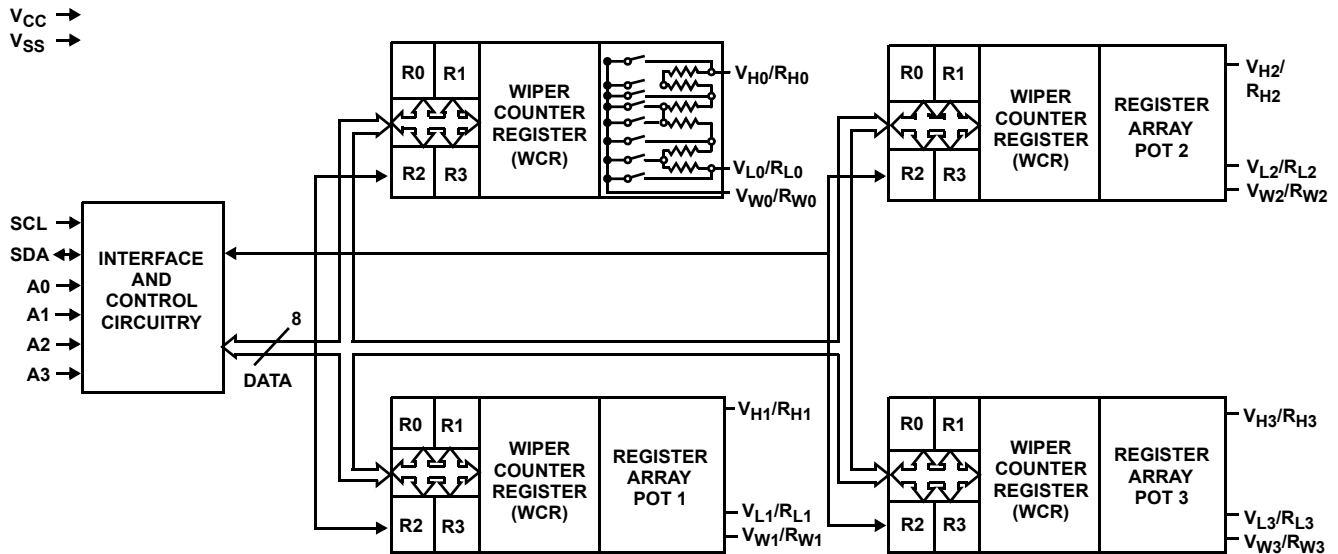 VCC
VSS
R0 R1
R2 R3
WIPER
COUNTER
REGISTER
(WCR)
VH0/RH0
VL0/RL0
VW0/RW0
R0 R1
R2 R3
WIPER
COUNTER
REGISTER
(WCR)
REGISTER
ARRAY
POT 2
VH2/
RH2
VL2/RL2
VW2/RW2
SCL
SDA
A0
A1
A2
A3
INTERFACE
AND
CONTROL
CIRCUITRY
8
DATA
R0 R1
R2 R3
WIPER
COUNTER
REGISTER
(WCR)
REGISTER
ARRAY
POT 1
VH1/RH1
VL1/RL1
VW1/RW1
R0 R1
R2 R3
WIPER
COUNTER
REGISTER
(WCR)
REGISTER
ARRAY
POT 3
VH3/RH3
VL3/RL3
VW3/RW3